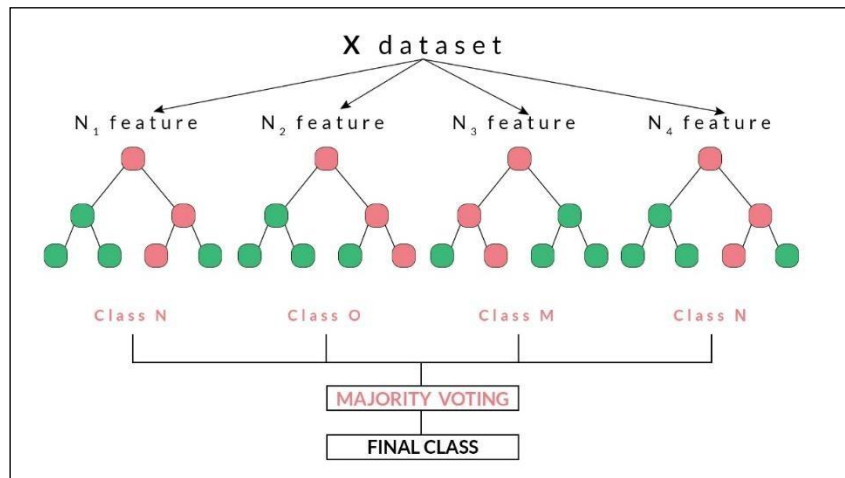 X dataset
N₁ feature N₂ feature N₃ feature N₄ feature
Class N Class O Class M Class N
MAJORITY VOTING
FINAL CLASS